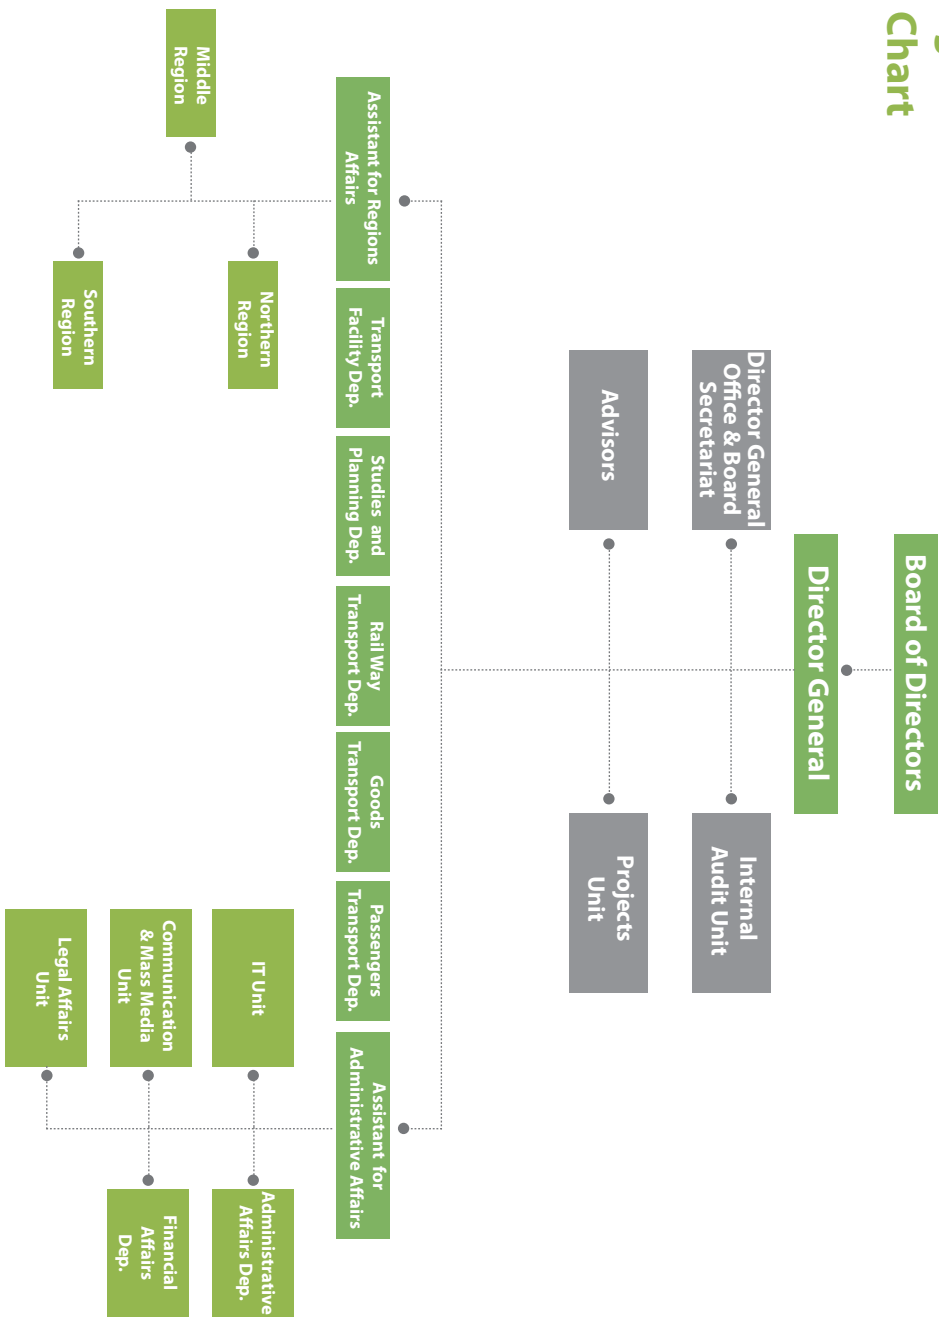 Chart
Board of Directors
Director General
Director General
Office & Board
Secretariat
Internal
Audit Unit
Advisors
Projects
Unit
Assistant for Regions
Affairs
Transport
Facility Dep.
Studies and
Planning Dep.
Rail Way
Transport Dep.
Goods
Transport Dep.
Passengers
Transport Dep.
Assistant for
Administrative Affairs
Northern
Region
Middle
Region
Southern
Region
IT Unit
Administrative
Affairs Dep.
Communication
& Mass Media
Unit
Financial
Affairs
Dep.
Legal Affairs
Unit